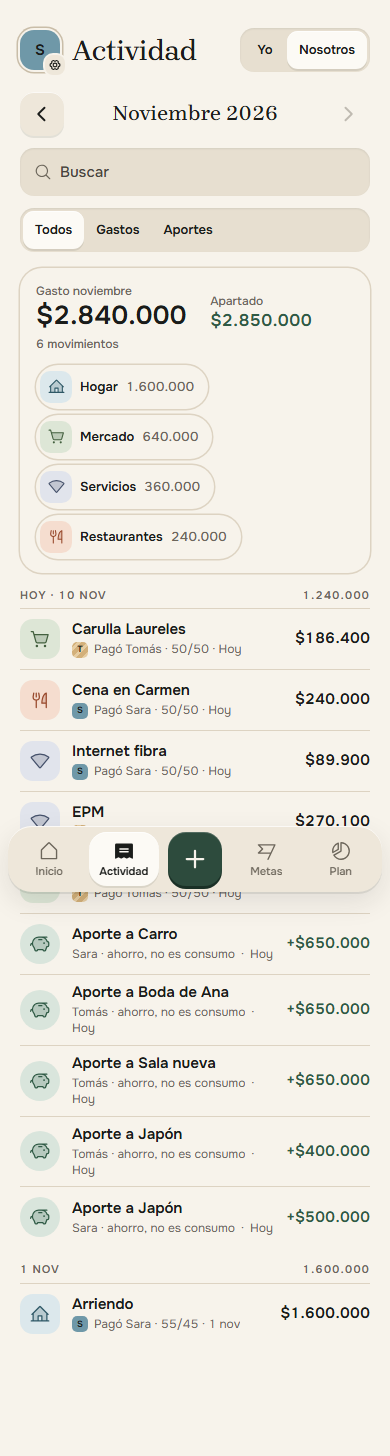 S
Actividad
Yo
Nosotros
Noviembre 2026
Buscar
Todos
Gastos
Aportes
Gasto noviembre
$2.840.000
Apartado
$2.850.000
6 movimientos
Hogar 1.600.000
Mercado 640.000
Servicios 360.000
Restaurantes 240.000
HOY · 10 NOV
1.240.000
Carulla Laureles
T Pagó Tomás · 50/50 · Hoy
$186.400
Cena en Carmen
S Pagó Sara · 50/50 · Hoy
$240.000
Internet fibra
S Pagó Sara · 50/50 · Hoy
$89.900
EPM
$270.100
Inicio
Actividad
Metas
Plan
Pagó Tomás · 50/50 · Hoy
Aporte a Carro
Sara · ahorro, no es consumo · Hoy
+$650.000
Aporte a Boda de Ana
Tomás · ahorro, no es consumo ·
Hoy
+$650.000
Aporte a Sala nueva
Tomás · ahorro, no es consumo ·
Hoy
+$650.000
Aporte a Japón
Tomás · ahorro, no es consumo ·
Hoy
+$400.000
Aporte a Japón
Sara · ahorro, no es consumo · Hoy
+$500.000
1 NOV
1.600.000
Arriendo
S Pagó Sara · 55/45 · 1 nov
$1.600.000